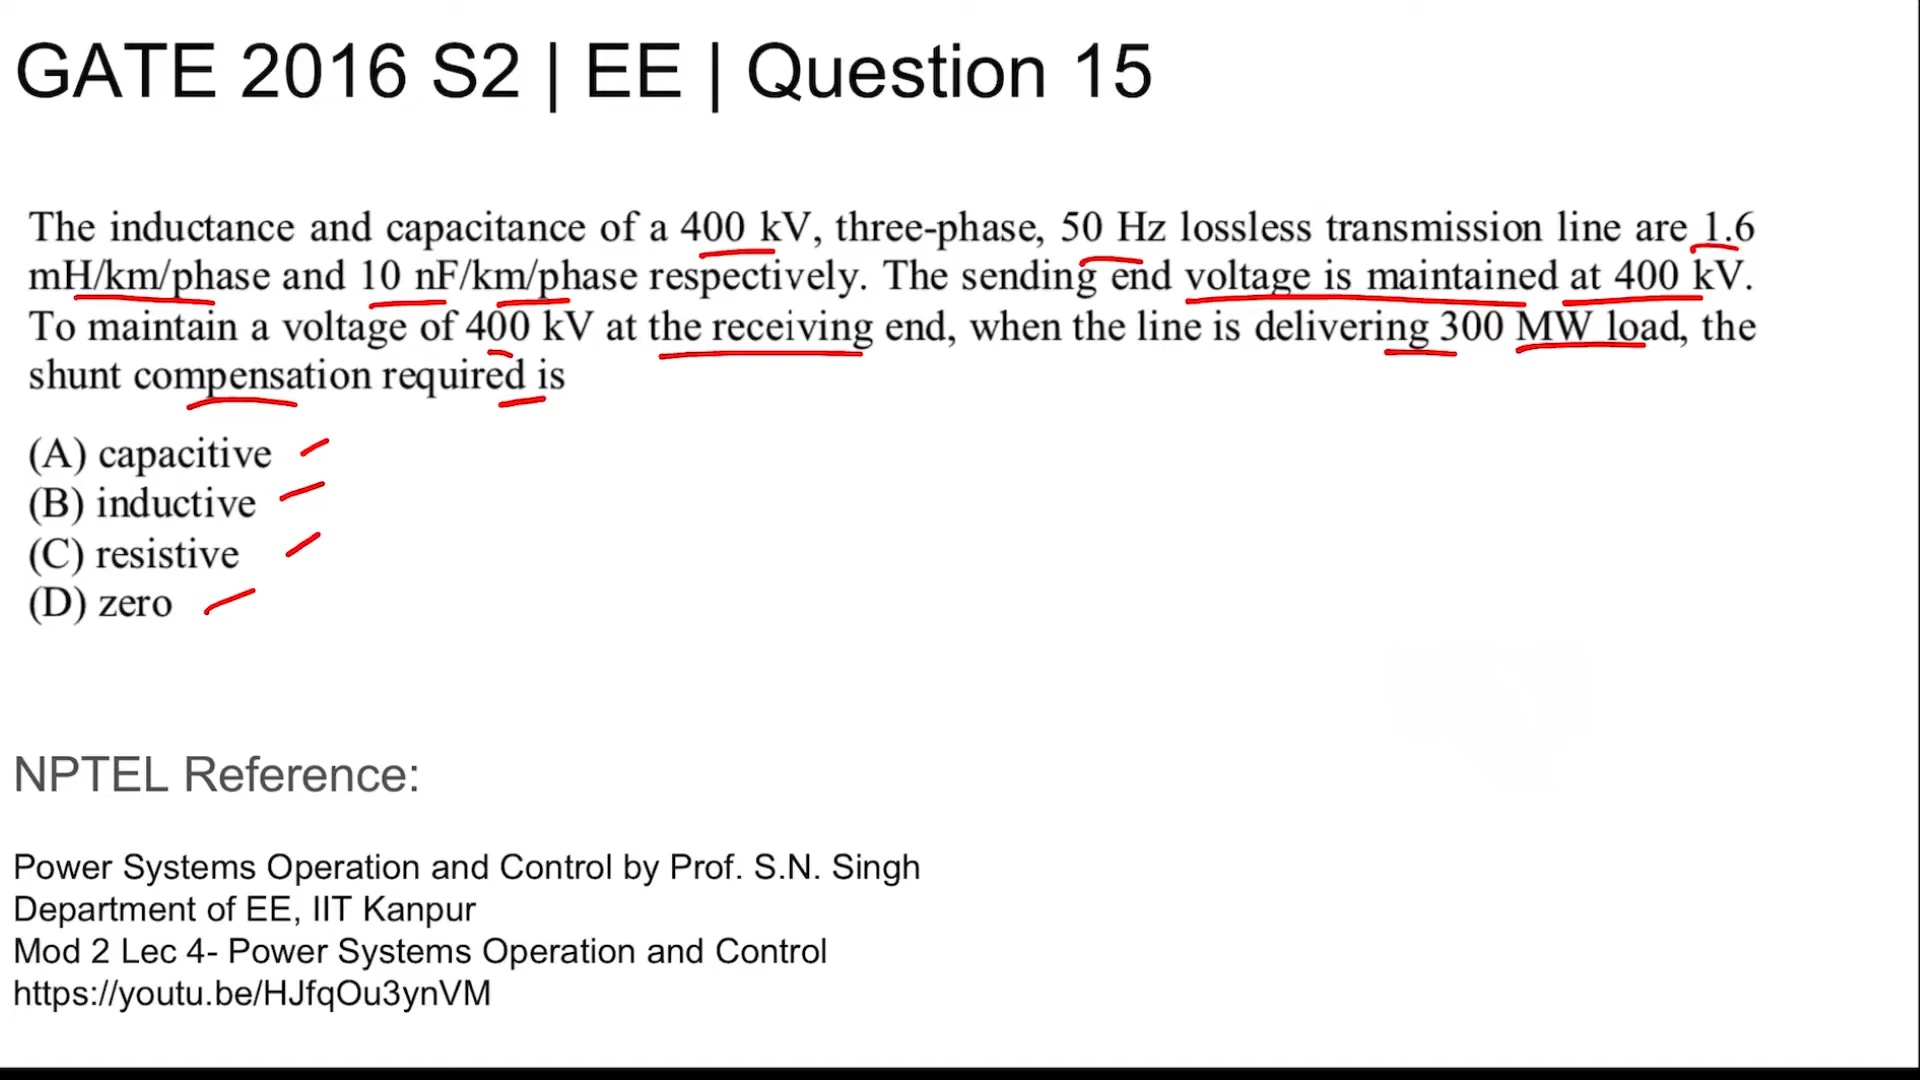 GATE 2016 S2 | EE | Question 15
The inductance and capacitance of a 400 kV, three-phase, 50 Hz lossless transmission line are 1.6
mH/km/phase and 10 nF/km/phase respectively. The sending end voltage is maintained at 400 kV.
To maintain a voltage of 400 kV at the receiving end, when the line is delivering 300 MW load, the
shunt compensation required is
(A) capacitive
(B) inductive
(C) resistive
(D) zero
NPTEL Reference:
Power Systems Operation and Control by Prof. S.N. Singh
Department of EE, IIT Kanpur
Mod 2 Lec 4- Power Systems Operation and Control
https://youtu.be/HJfqOu3ynVM